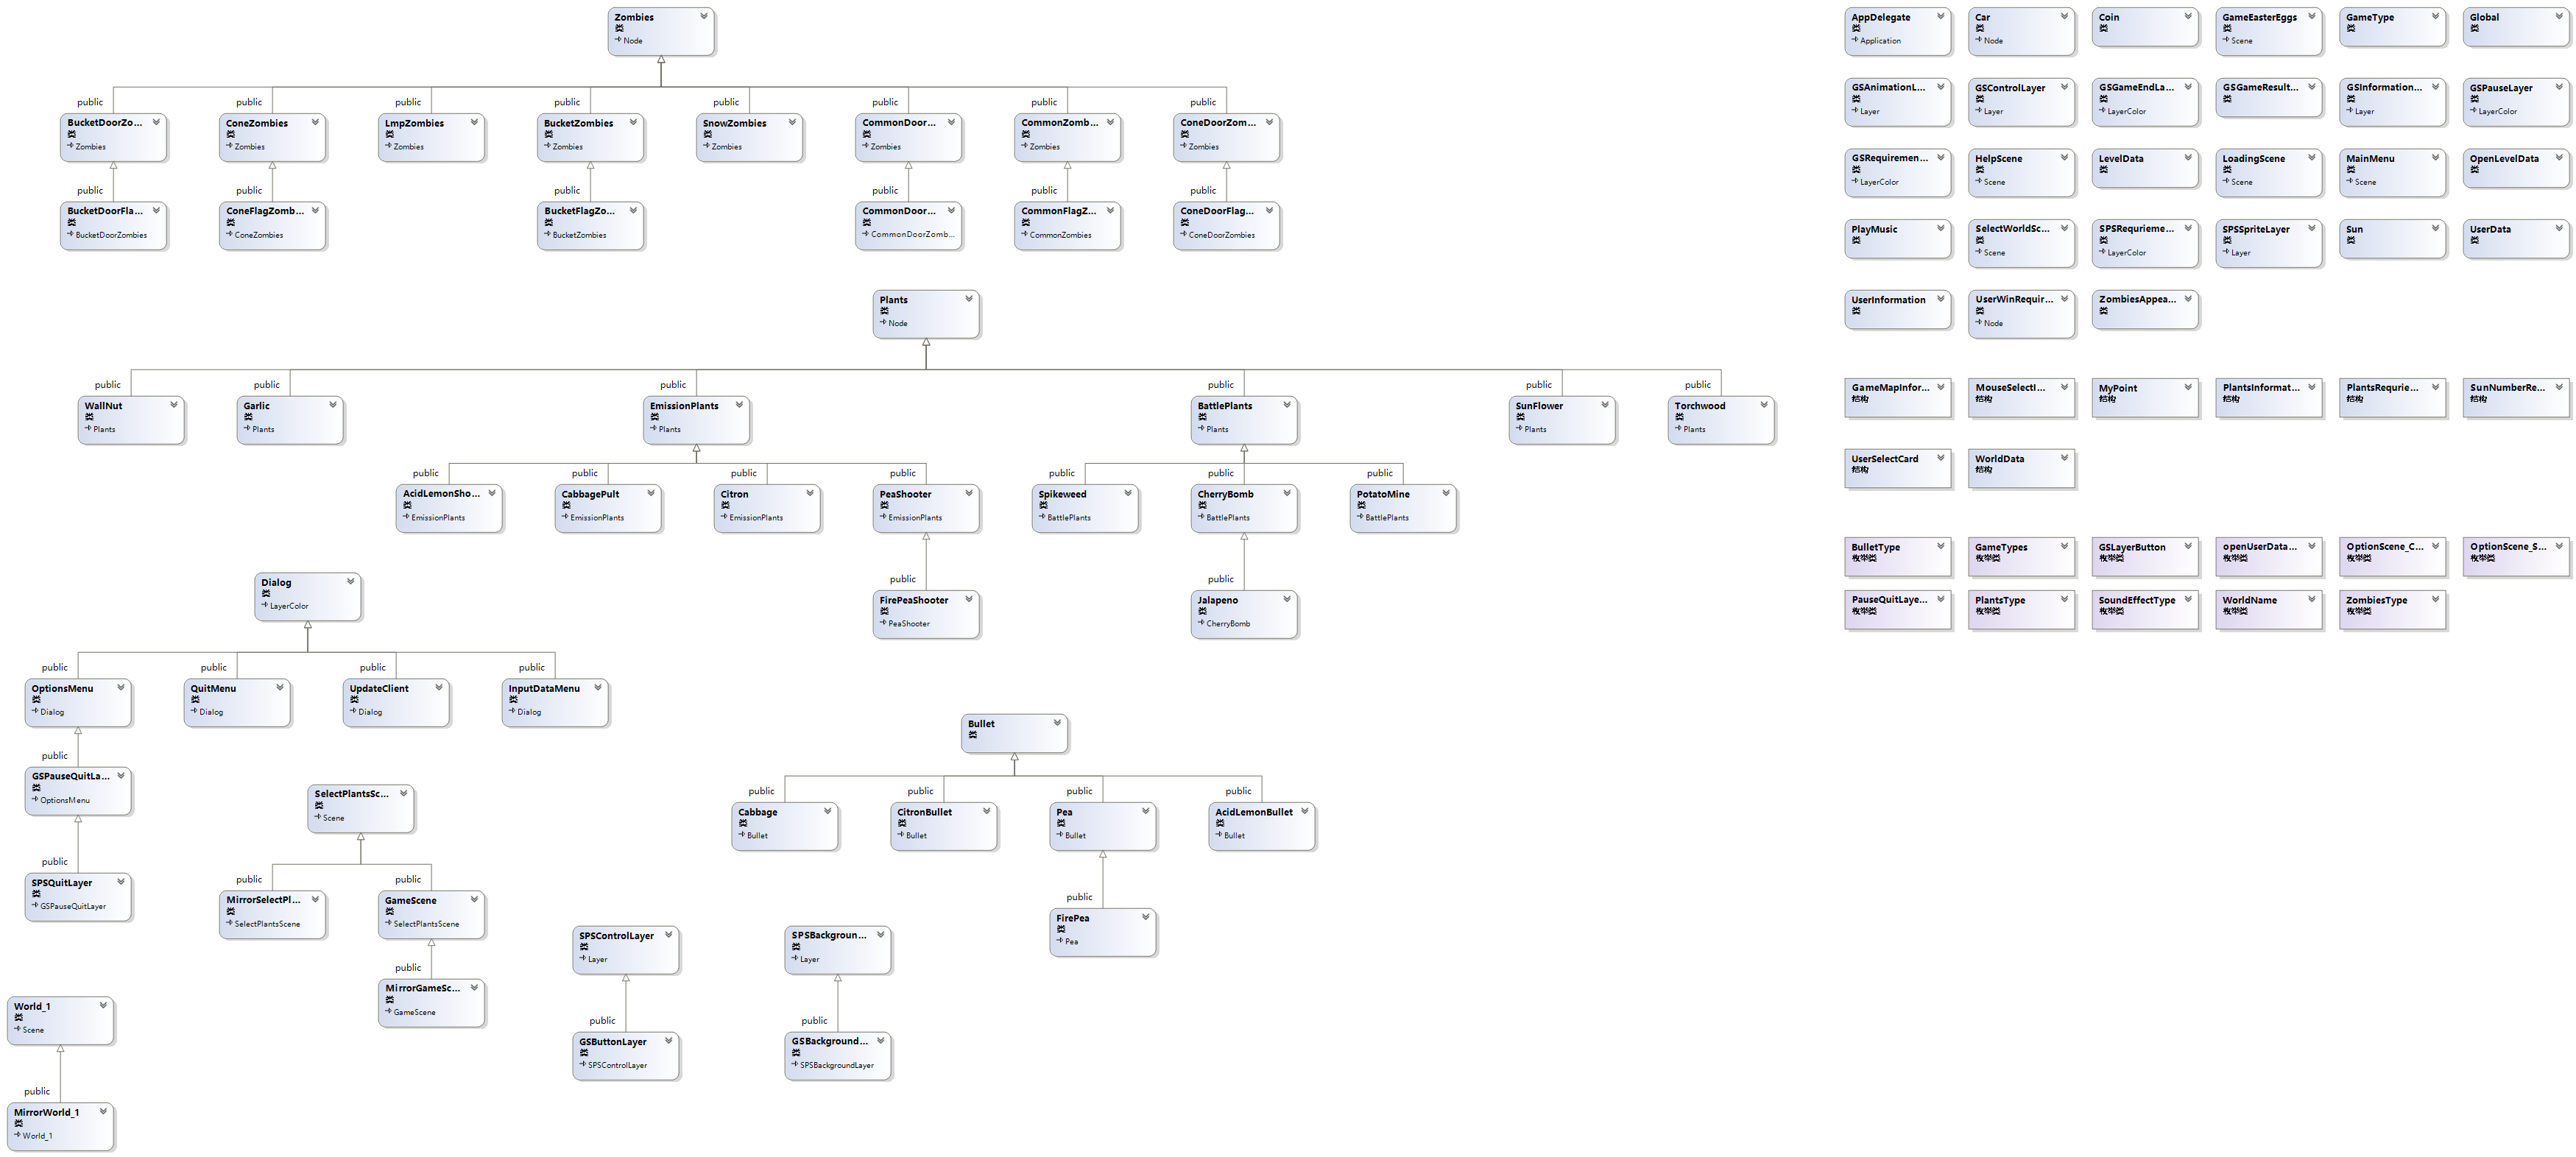 Zombies
类
Node
public
public
public
public
public
public
public
public
BucketDoorZo...
类
Zombies
ConeZombies
类
Zombies
LmpZombies
类
Zombies
BucketZombies
类
Zombies
SnowZombies
类
Zombies
CommonDoor...
类
Zombies
CommonZomb...
类
Zombies
ConeDoorZom...
类
Zombies
public
public
public
public
public
public
BucketDoorFla...
类
BucketDoorZombies
ConeFlagZomb...
类
ConeZombies
BucketFlagZo...
类
BucketZombies
CommonDoor...
类
CommonDoorZomb...
CommonFlagZ...
类
CommonZombies
ConeDoorFlag...
类
ConeDoorZombies
Plants
类
Node
public
public
public
public
public
public
WallNut
类
Plants
Garlic
类
Plants
EmissionPlants
类
Plants
BattlePlants
类
Plants
SunFlower
类
Plants
Torchwood
类
Plants
public
public
public
public
public
public
public
AcidLemonSho...
类
EmissionPlants
CabbagePult
类
EmissionPlants
Citron
类
EmissionPlants
PeaShooter
类
EmissionPlants
Spikeweed
类
BattlePlants
CherryBomb
类
BattlePlants
PotatoMine
类
BattlePlants
public
public
FirePeaShooter
类
PeaShooter
Jalapeno
类
CherryBomb
Dialog
类
LayerColor
public
public
public
public
OptionsMenu
类
Dialog
QuitMenu
类
Dialog
UpdateClient
类
Dialog
InputDataMenu
类
Dialog
public
GSPauseQuitLa...
类
OptionsMenu
public
SPSQuitLayer
类
GSPauseQuitLayer
SelectPlantsSc...
类
Scene
public
public
MirrorSelectPl...
类
SelectPlantsScene
GameScene
类
SelectPlantsScene
public
MirrorGameSc...
类
GameScene
Bullet
类
public
public
public
public
Cabbage
类
Bullet
CitronBullet
类
Bullet
Pea
类
Bullet
AcidLemonBullet
类
Bullet
public
FirePea
类
Pea
SPSControlLayer
类
Layer
public
GSButtonLayer
类
SPSControlLayer
SPSBackgroun...
类
Layer
public
GSBackground...
类
SPSBackgroundLayer
World_1
类
Scene
public
MirrorWorld_1
类
World_1
AppDelegate
类
Application
Car
类
Node
Coin
类
GameEasterEggs
类
Scene
GameType
类
Global
类
GSAnimationL...
类
Layer
GSControlLayer
类
Layer
GSGameEndLa...
类
LayerColor
GSGameResult...
类
GSInformation...
类
Layer
GSPauseLayer
类
LayerColor
GSRequiremen...
类
LayerColor
HelpScene
类
Scene
LevelData
类
LoadingScene
类
Scene
MainMenu
类
Scene
OpenLevelData
类
PlayMusic
类
SelectWorldSc...
类
Scene
SPSRequrieme...
类
LayerColor
SPSSpriteLayer
类
Layer
Sun
类
UserData
类
UserInformation
类
UserWinRequir...
类
Node
ZombiesAppea...
类
GameMapInfor...
结构
MouseSelectI...
结构
MyPoint
结构
PlantsInformat...
结构
PlantsRequrie...
结构
SunNumberRe...
结构
UserSelectCard
结构
WorldData
结构
BulletType
枚举类
GameTypes
枚举类
GSLayerButton
枚举类
openUserData...
枚举类
OptionScene_C...
枚举类
OptionScene_S...
枚举类
PauseQuitLaye...
枚举类
PlantsType
枚举类
SoundEffectType
枚举类
WorldName
枚举类
ZombiesType
枚举类